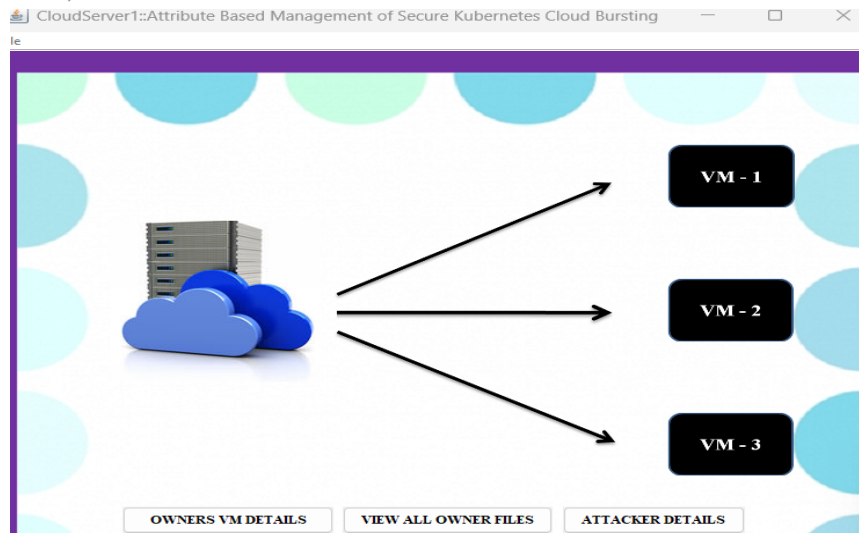 CloudServer1::Attribute Based Management of Secure Kubernetes Cloud Bursting
le
VM - 1
VM - 2
VM - 3
OWNERS VM DETAILS
VIEW ALL OWNER FILES
ATTACKER DETAILS